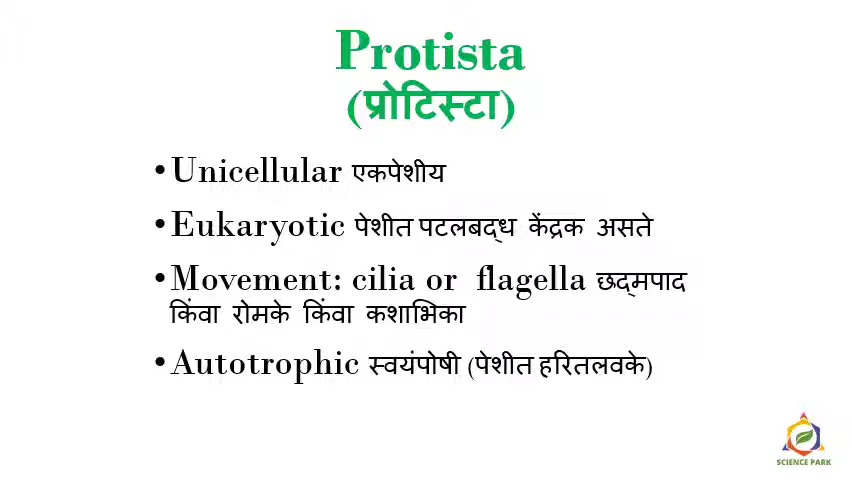 Protista
(प्रोटिस्टा)
•Unicellular एकपेशीय
•Eukaryotic पेशीत पटलबद्ध केंद्रक असते
•Movement: cilia or flagella छद्मपाद
किंवा रोमके किंवा कशाभिका
•Autotrophic स्वयंपोषी (पेशीत हरितलवके)
SCIENCE PARK